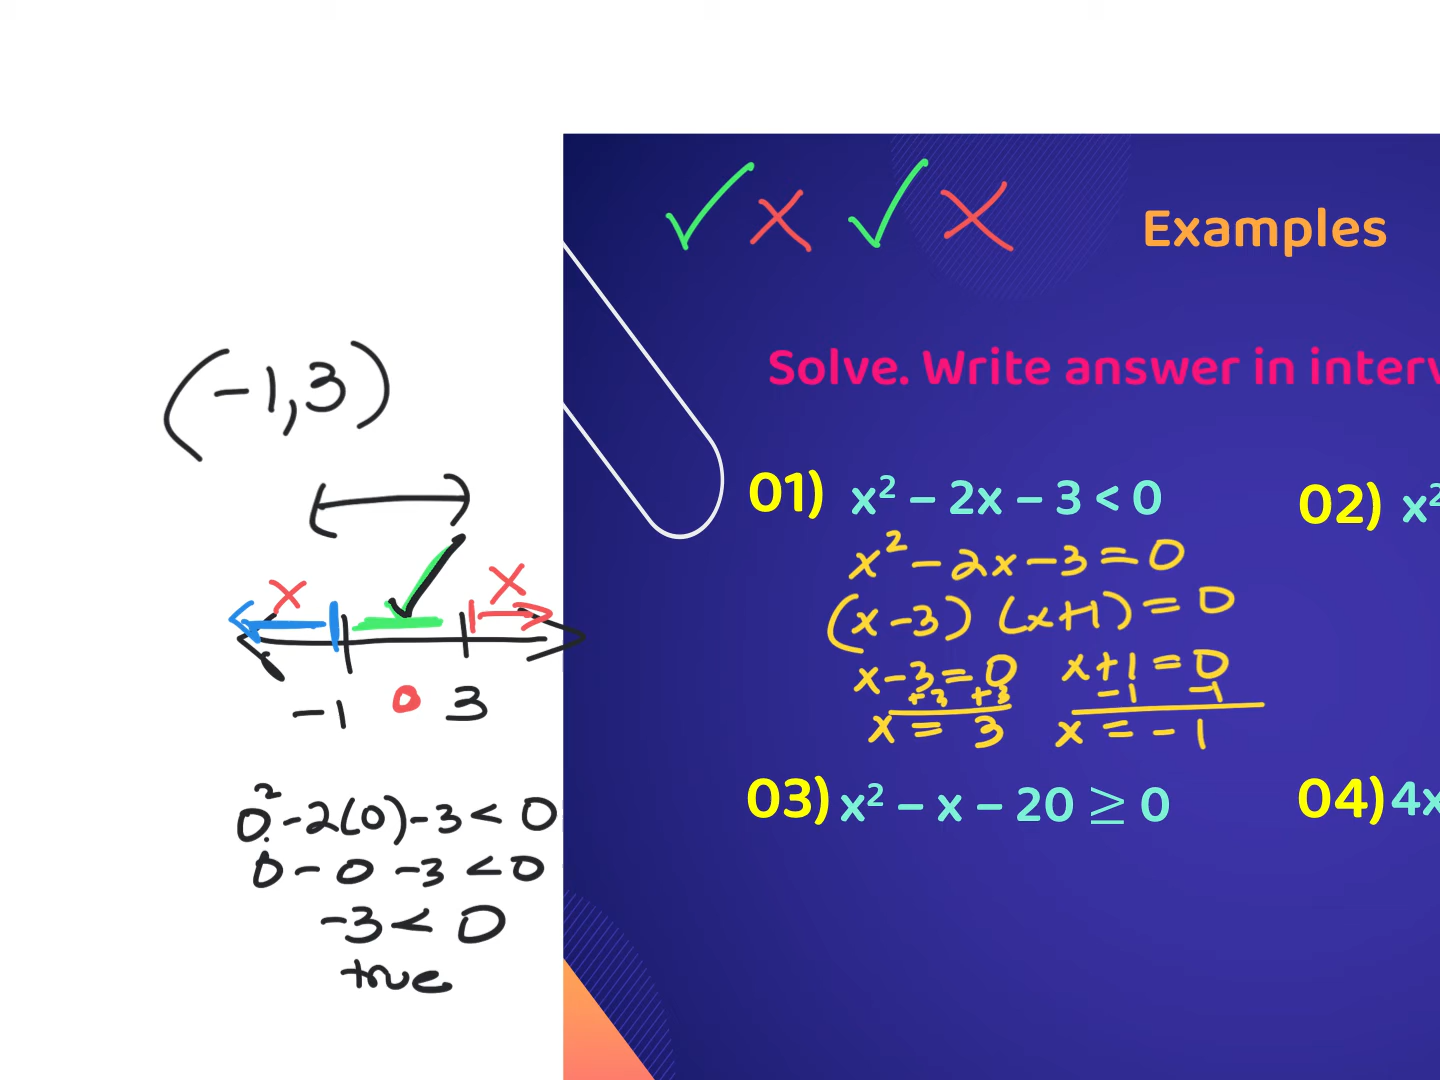 ✓ x ✓ x
Examples
Solve. Write answer in interv
(-1,3)
01) x² – 2x – 3 < 0
02) x²
x² - 2x - 3 = 0
(x - 3) (x + 1) = 0
x - 3 = 0 x + 1 = 0
+3 +3 -1 -1
x = 3 x = -1
x ✓ x
-1 0 3
03) x² – x – 20 ≥ 0
04) 4x
0² - 2(0) - 3 < 0
0 - 0 - 3 < 0
-3 < 0
true